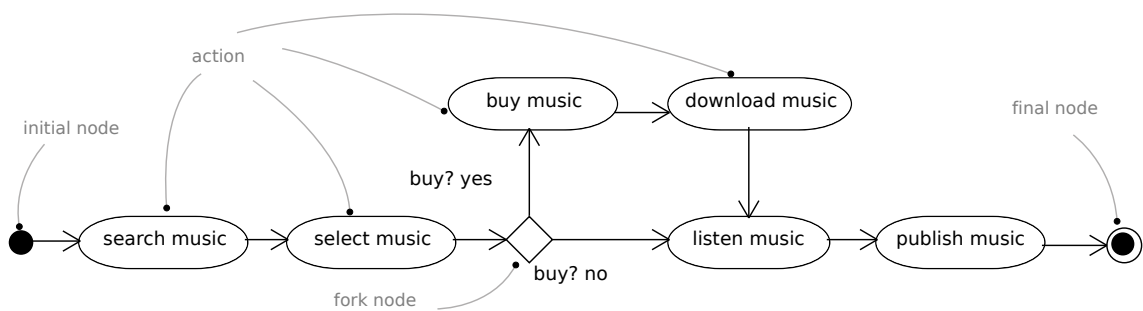 action
buy music
download music
final node
initial node
buy? yes
search music
select music
listen music
publish music
buy? no
fork node